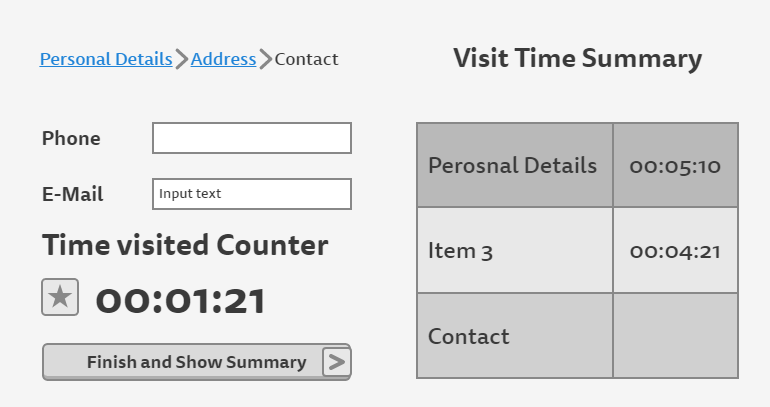 Personal Details Address Contact
Phone
E-Mail Input text
Time visited Counter
00:01:21
Finish and Show Summary
Visit Time Summary
Perosnal Details 00:05:10
Item 3 00:04:21
Contact